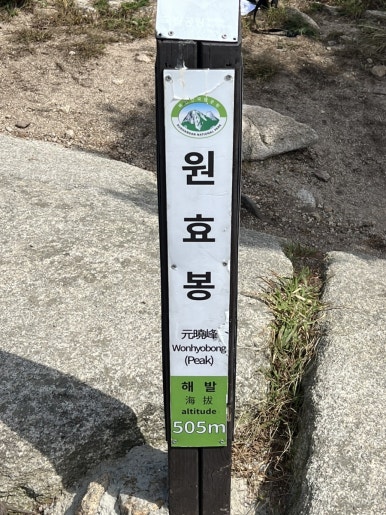 원
효
봉
元曉峰
Wonhyobong
(Peak)
해 발
海 拔
altitude
505m